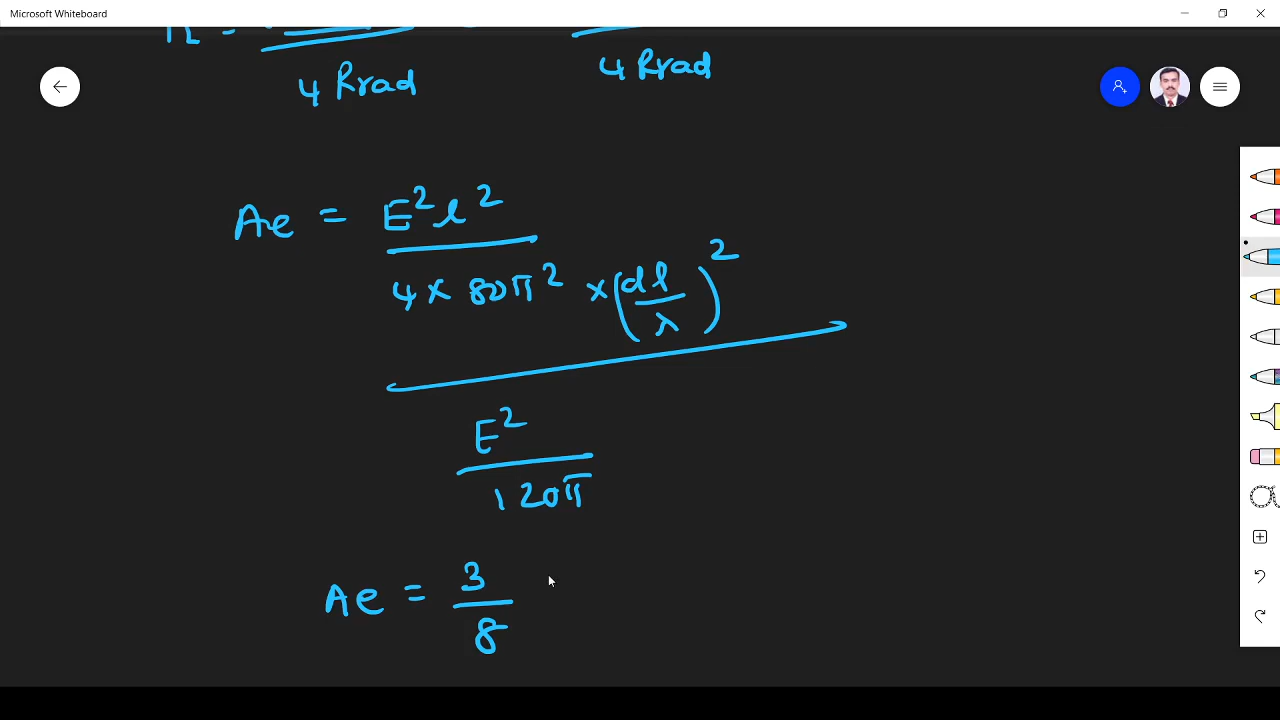 Microsoft Whiteboard
4 Rrad 4 Rrad
Ae = E²l²
4 × 80π² × (dl/λ)²
E²
120π
Ae = 3
8